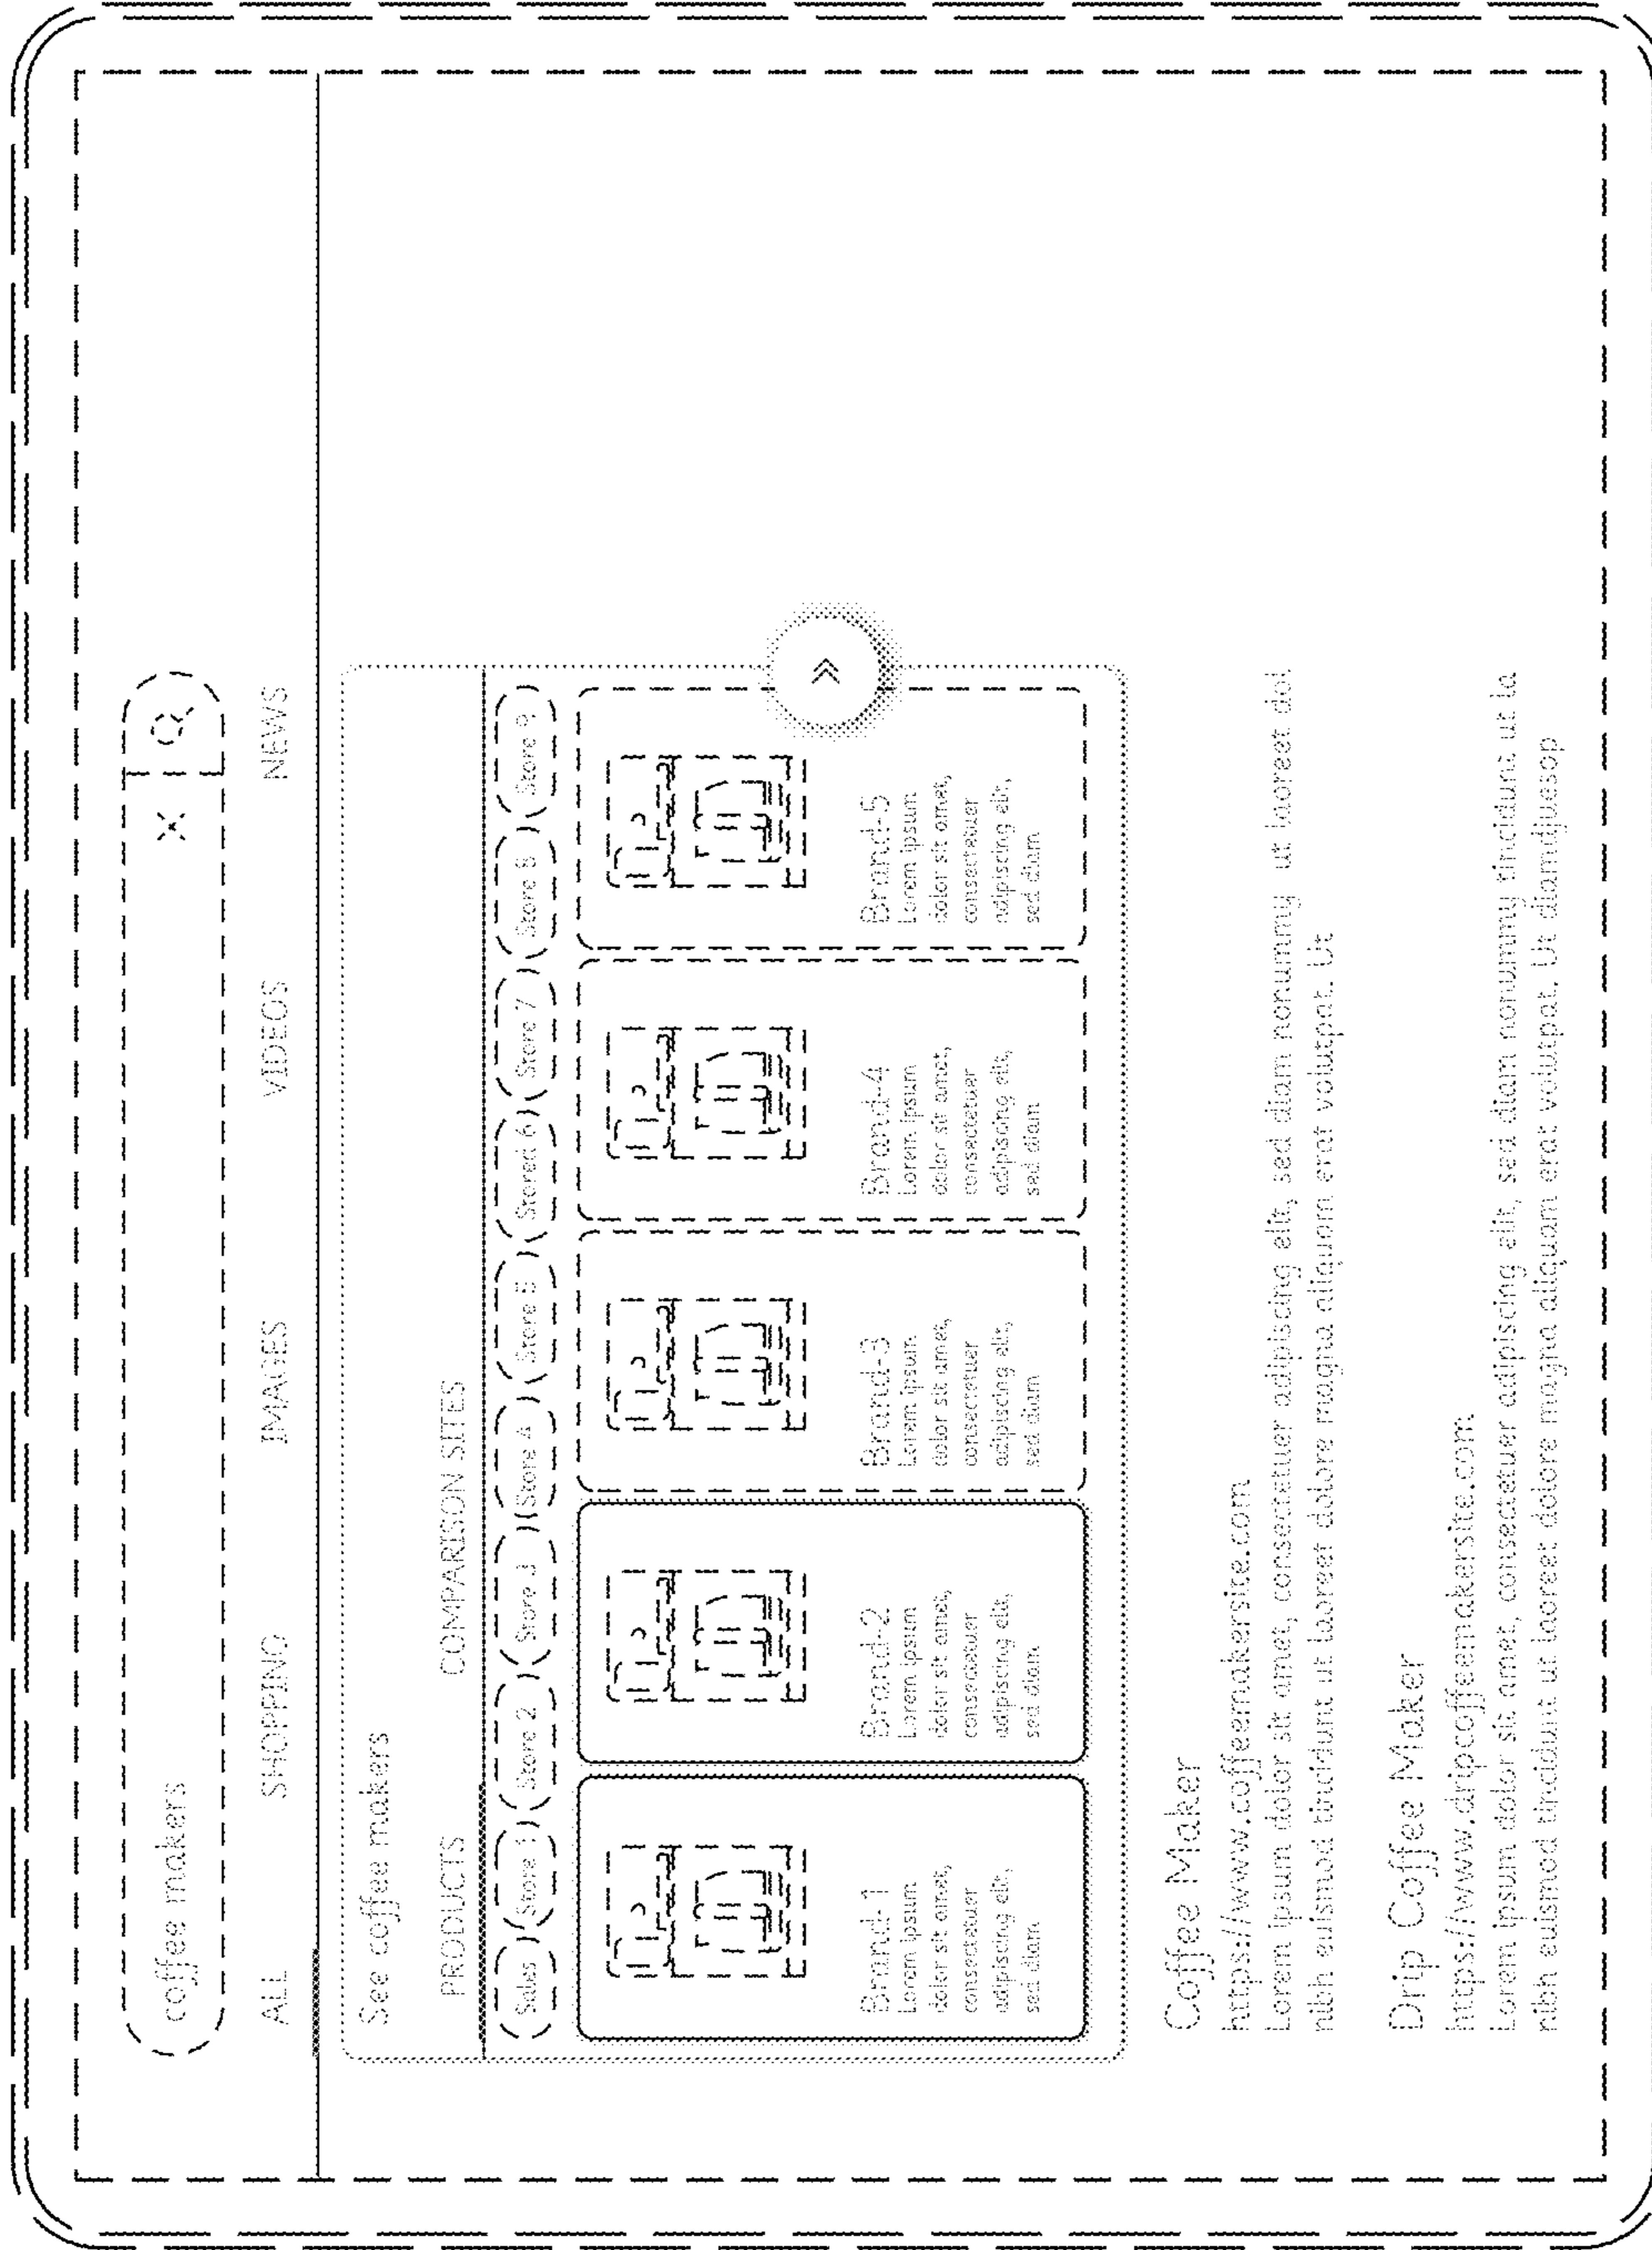 coffee makers X
ALL SHOPPING IMAGES VIDEOS NEWS
See coffee makers
PRODUCTS COMPARISON SITES
Sales Store 1 Store 2 Store 3 Store 4 Store 5 Stored 6 Store 7 Store 8 Store 9
Brand-1
Lorem ipsum
dolor sit amet,
consectetuer
adipiscing elit,
sed diam
Brand-2
Lorem ipsum
dolor sit amet,
consectetuer
adipiscing elit,
sed diam
Brand-3
Lorem ipsum
dolor sit amet,
consectetuer
adipiscing elit,
sed diam
Brand-4
Lorem ipsum
dolor sit amet,
consectetuer
adipiscing elit,
sed diam
Brand-5
Lorem ipsum
dolor sit amet,
consectetuer
adipiscing elit,
sed diam
Coffee Maker
https://www.coffeemakersite.com
Lorem ipsum dolor sit amet, consectetuer adipiscing elit, sed diam nonummy ut laoreet dol
nibh euismod tincidunt ut laoreet dolore magna aliquam erat volutpat. Ut
Drip Coffee Maker
https://www.dripcoffeemakersite.com
Lorem ipsum dolor sit amet, consectetuer adipiscing elit, sed diam nonummy tincidunt ut la
nibh euismod tincidunt ut laoreet dolore magna aliquam erat volutpat. Ut diamdjuesop